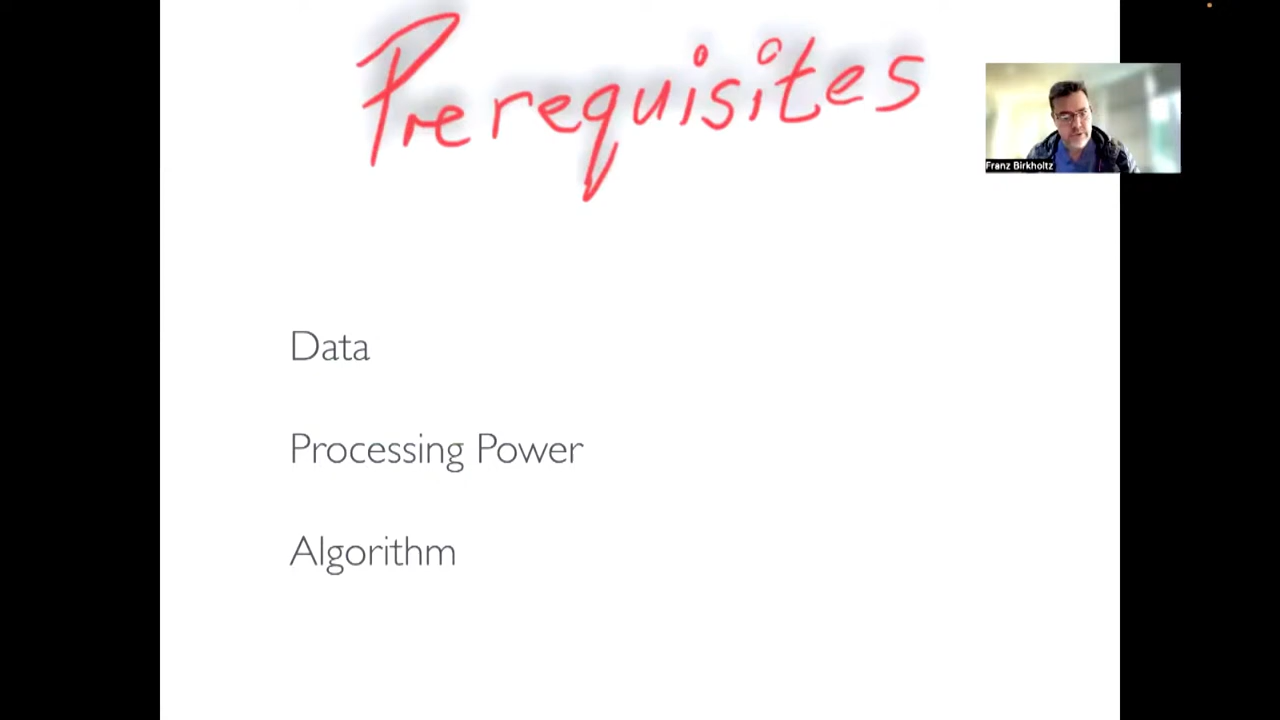 Prerequisites
Franz Birkholtz
Data
Processing Power
Algorithm